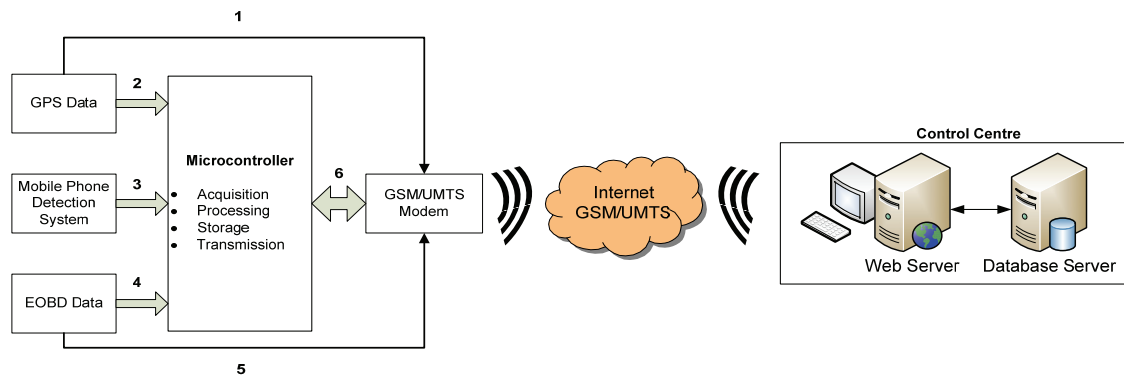 1
2
GPS Data
Control Centre
Microcontroller
3
Mobile Phone
Detection
System
• Acquisition
• Processing
• Storage
• Transmission
6
GSM/UMTS
Modem
Internet
GSM/UMTS
Web Server
Database Server
4
EOBD Data
5